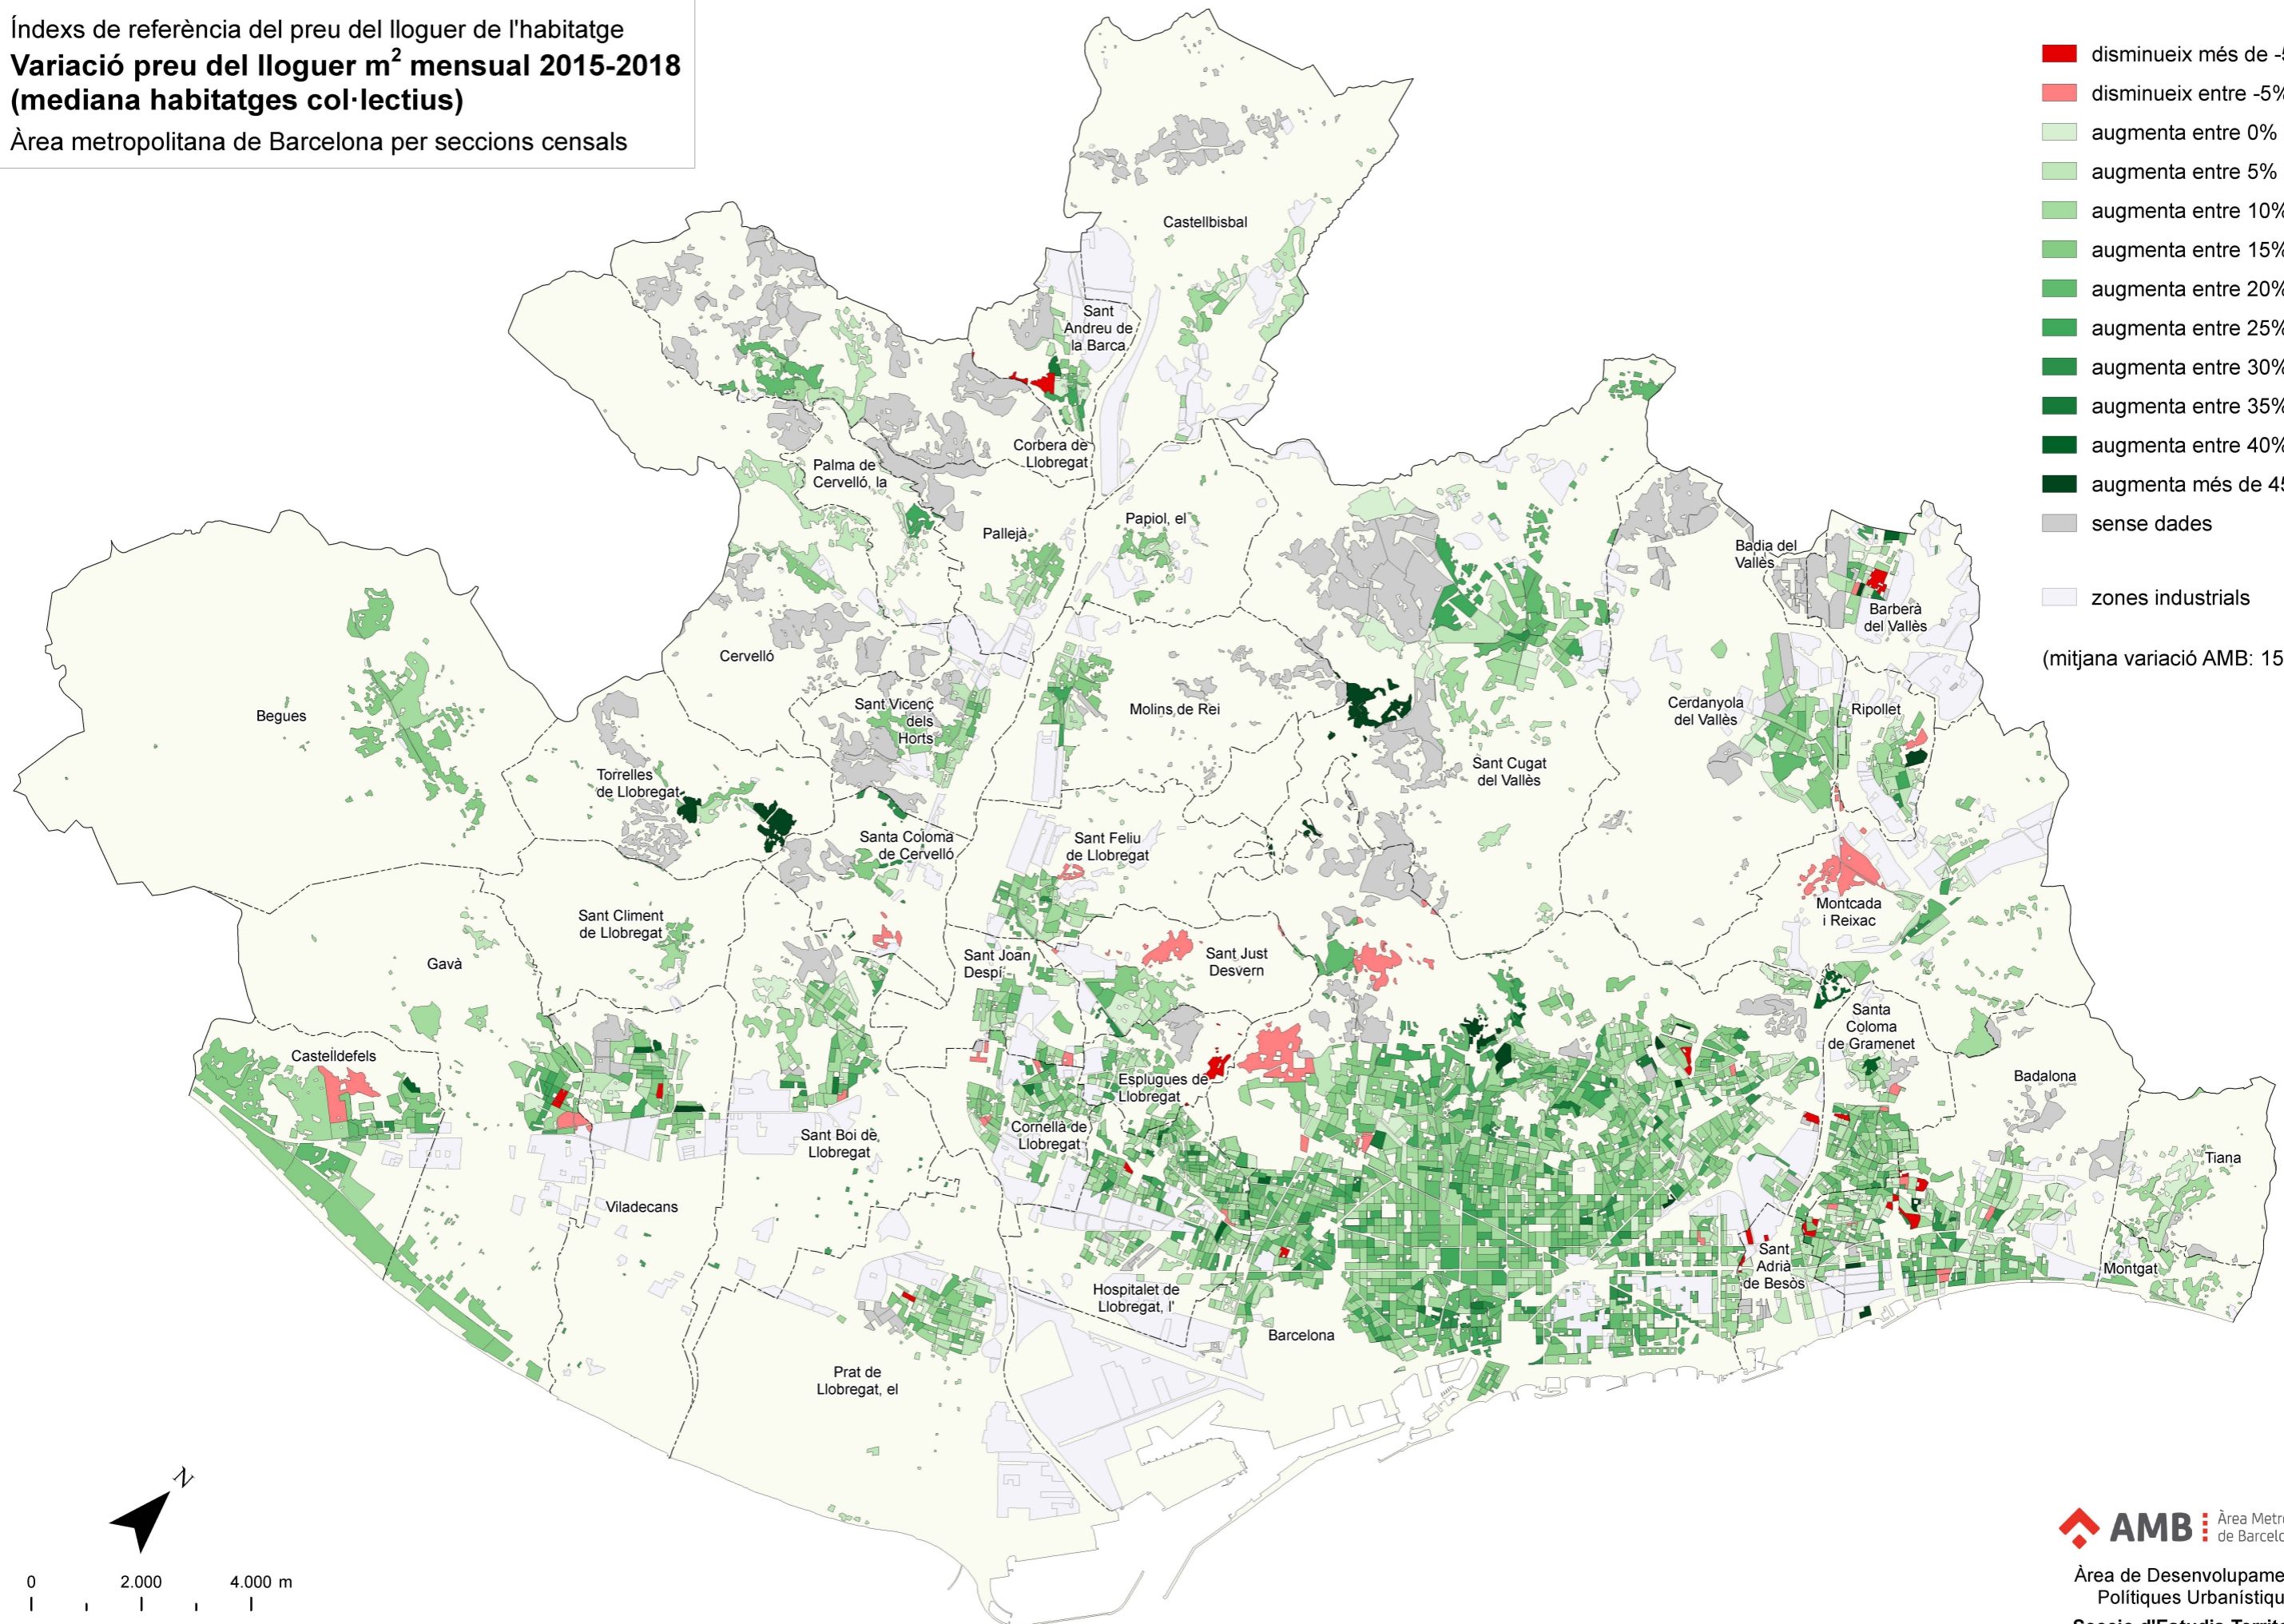 Índexs de referència del preu del lloguer de l'habitatge
Variació preu del lloguer m² mensual 2015-2018
(mediana habitatges col·lectius)
Àrea metropolitana de Barcelona per seccions censals
disminueix més de -5
disminueix entre -5%
augmenta entre 0%
augmenta entre 5%
augmenta entre 10%
augmenta entre 15%
augmenta entre 20%
augmenta entre 25%
augmenta entre 30%
augmenta entre 35%
augmenta entre 40%
augmenta més de 45
sense dades
zones industrials
(mitjana variació AMB: 15
Castellbisbal
Sant
Andreu de
la Barca
Corbera de
Llobregat
Palma de
Cervelló, la
Pallejà
Papiol, el
Badia del
Vallès
Barberà
del Vallès
Cervelló
Begues
Sant Vicenç
dels
Horts
Molins de Rei
Cerdanyola
del Vallès
Ripollet
Sant Cugat
del Vallès
Torrelles
de Llobregat
Santa Coloma
de Cervelló
Sant Feliu
de Llobregat
Montcada
i Reixac
Sant Climent
de Llobregat
Gavà
Sant Joan
Despí
Sant Just
Desvern
Santa
Coloma
de Gramenet
Castelldefels
Esplugues de
Llobregat
Badalona
Cornellà de
Llobregat
Sant Boi de
Llobregat
Tiana
Viladecans
Sant
Adrià
de Besòs
Montgat
Hospitalet de
Llobregat, l'
Barcelona
Prat de
Llobregat, el
N
0 2.000 4.000 m
AMB
Àrea Metr
de Barcel
Àrea de Desenvolupame
Polítiques Urbanístiqu